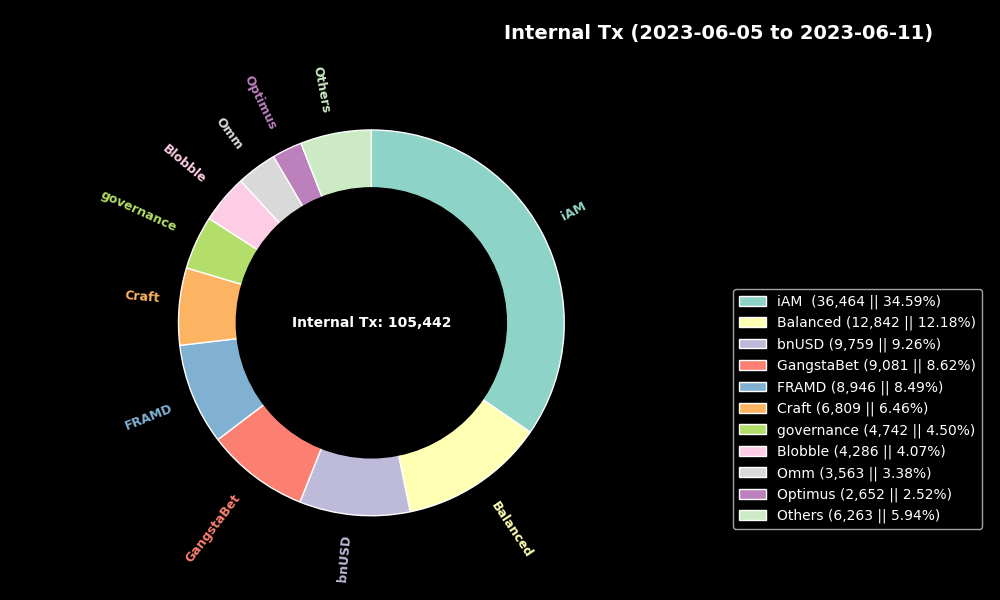 Internal Tx (2023-06-05 to 2023-06-11)
Others
Optimus
Omm
Blobble
governance
iAM
Craft
Internal Tx: 105,442
FRAMD
GangstaBet
bnUSD
Balanced
iAM  (36,464 || 34.59%)
Balanced (12,842 || 12.18%)
bnUSD (9,759 || 9.26%)
GangstaBet (9,081 || 8.62%)
FRAMD (8,946 || 8.49%)
Craft (6,809 || 6.46%)
governance (4,742 || 4.50%)
Blobble (4,286 || 4.07%)
Omm (3,563 || 3.38%)
Optimus (2,652 || 2.52%)
Others (6,263 || 5.94%)